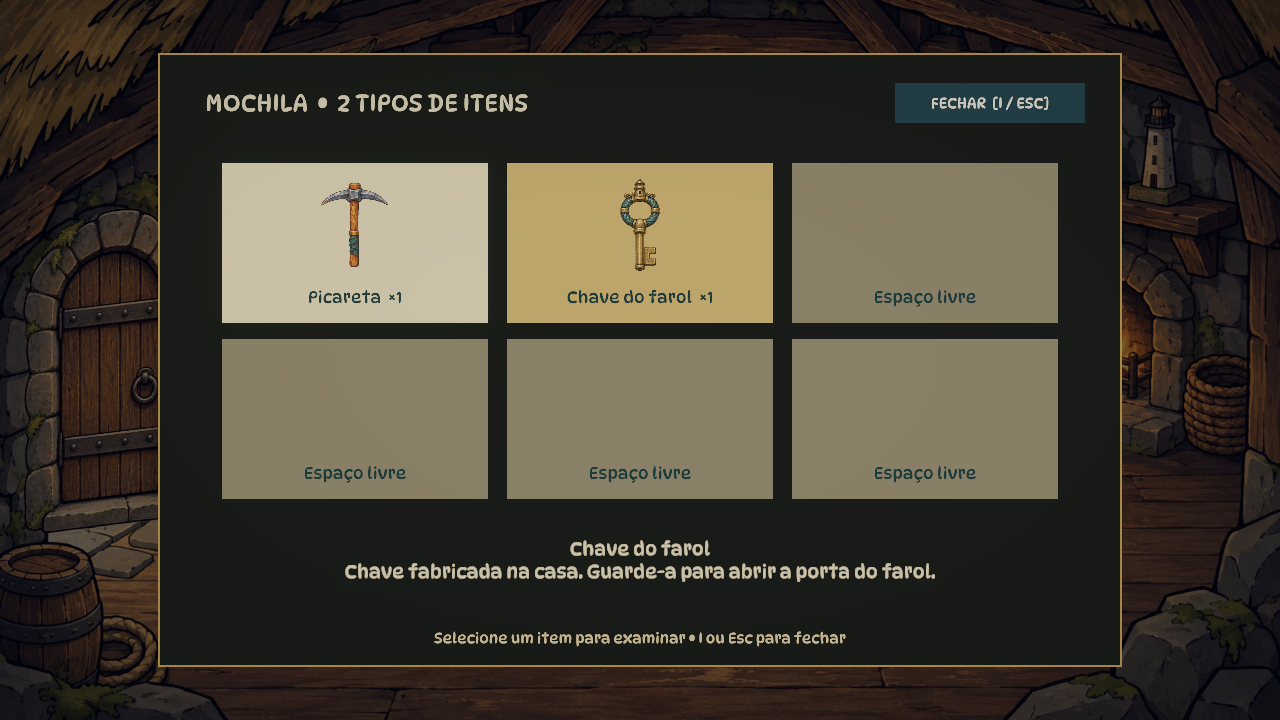 MOCHILA • 2 TIPOS DE ITENS
FECHAR [I / ESC]
Picareta ×1
Chave do farol ×1
Espaço livre
Espaço livre
Espaço livre
Espaço livre
Chave do farol
Chave fabricada na casa. Guarde-a para abrir a porta do farol.
Selecione um item para examinar • I ou Esc para fechar